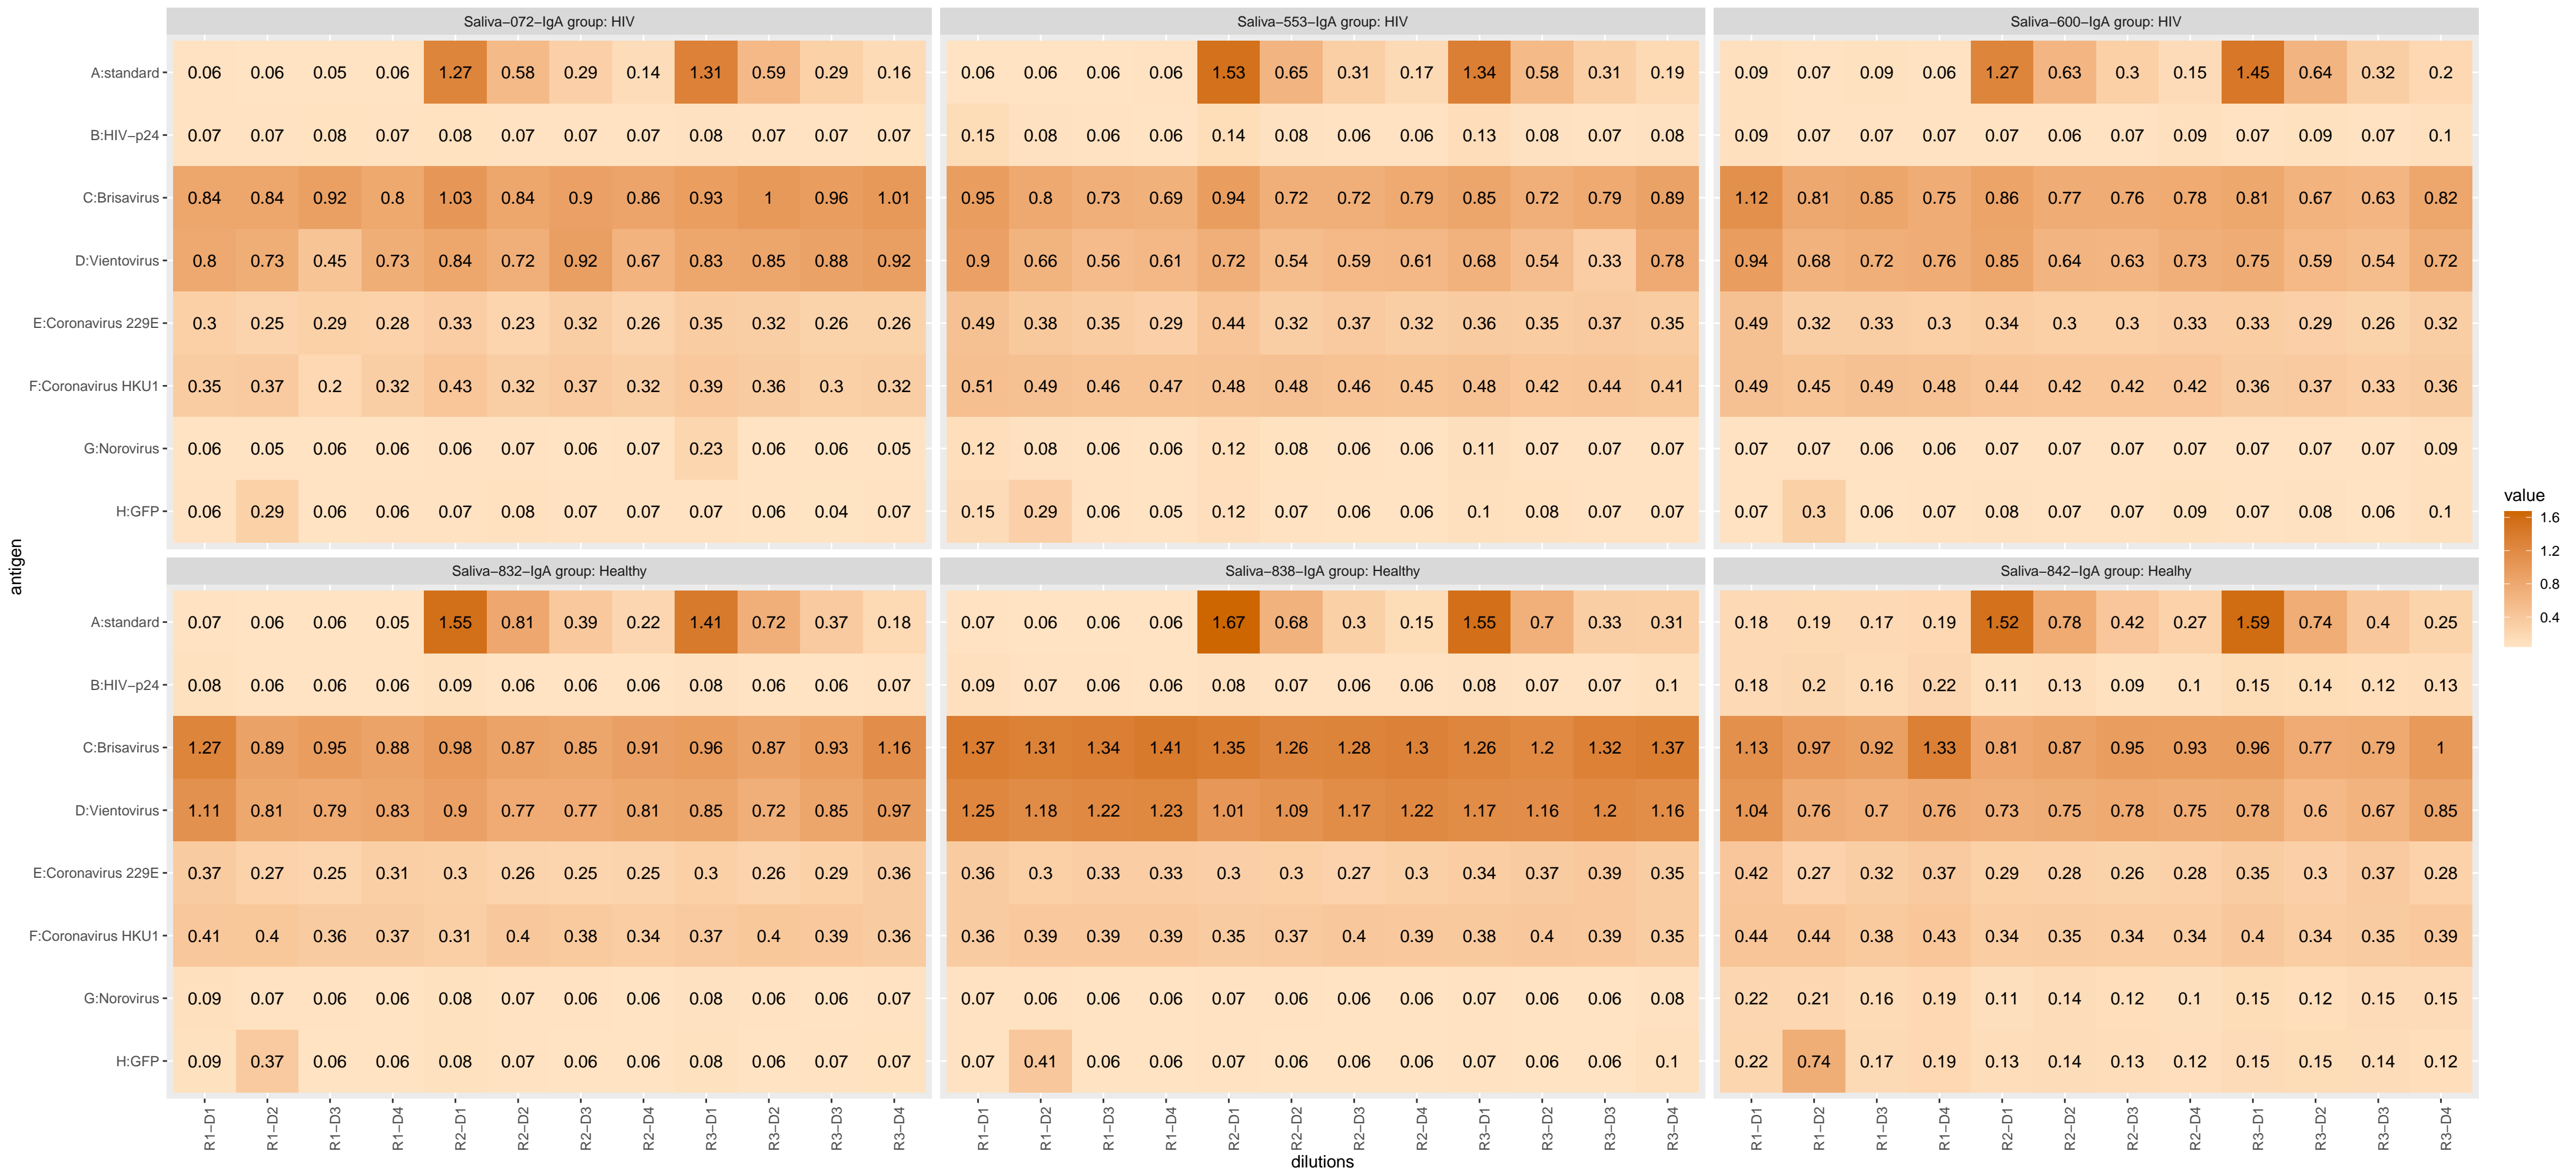 Saliva−072−IgA group: HIV Saliva−553−IgA group: HIV Saliva−600−IgA group: HIV
A:standard 0.06 0.06 0.05 0.06 1.27 0.58 0.29 0.14 1.31 0.59 0.29 0.16 0.06 0.06 0.06 0.06 1.53 0.65 0.31 0.17 1.34 0.58 0.31 0.19 0.09 0.07 0.09 0.06 1.27 0.63 0.3 0.15 1.45 0.64 0.32 0.2
B:HIV−p24 0.07 0.07 0.08 0.07 0.08 0.07 0.07 0.07 0.08 0.07 0.07 0.07 0.15 0.08 0.06 0.06 0.14 0.08 0.06 0.06 0.13 0.08 0.07 0.08 0.09 0.07 0.07 0.07 0.07 0.06 0.07 0.09 0.07 0.09 0.07 0.1
C:Brisavirus 0.84 0.84 0.92 0.8 1.03 0.84 0.9 0.86 0.93 1 0.96 1.01 0.95 0.8 0.73 0.69 0.94 0.72 0.72 0.79 0.85 0.72 0.79 0.89 1.12 0.81 0.85 0.75 0.86 0.77 0.76 0.78 0.81 0.67 0.63 0.82
D:Vientovirus 0.8 0.73 0.45 0.73 0.84 0.72 0.92 0.67 0.83 0.85 0.88 0.92 0.9 0.66 0.56 0.61 0.72 0.54 0.59 0.61 0.68 0.54 0.33 0.78 0.94 0.68 0.72 0.76 0.85 0.64 0.63 0.73 0.75 0.59 0.54 0.72
E:Coronavirus 229E 0.3 0.25 0.29 0.28 0.33 0.23 0.32 0.26 0.35 0.32 0.26 0.26 0.49 0.38 0.35 0.29 0.44 0.32 0.37 0.32 0.36 0.35 0.37 0.35 0.49 0.32 0.33 0.3 0.34 0.3 0.3 0.33 0.33 0.29 0.26 0.32
F:Coronavirus HKU1 0.35 0.37 0.2 0.32 0.43 0.32 0.37 0.32 0.39 0.36 0.3 0.32 0.51 0.49 0.46 0.47 0.48 0.48 0.46 0.45 0.48 0.42 0.44 0.41 0.49 0.45 0.49 0.48 0.44 0.42 0.42 0.42 0.36 0.37 0.33 0.36
G:Norovirus 0.06 0.05 0.06 0.06 0.06 0.07 0.06 0.07 0.23 0.06 0.06 0.05 0.12 0.08 0.06 0.06 0.12 0.08 0.06 0.06 0.11 0.07 0.07 0.07 0.07 0.07 0.06 0.06 0.07 0.07 0.07 0.07 0.07 0.07 0.07 0.09
H:GFP 0.06 0.29 0.06 0.06 0.07 0.08 0.07 0.07 0.07 0.06 0.04 0.07 0.15 0.29 0.06 0.05 0.12 0.07 0.06 0.06 0.1 0.08 0.07 0.07 0.07 0.3 0.06 0.07 0.08 0.07 0.07 0.09 0.07 0.08 0.06 0.1
antigen
Saliva−832−IgA group: Healthy Saliva−838−IgA group: Healthy Saliva−842−IgA group: Healhy
A:standard 0.07 0.06 0.06 0.05 1.55 0.81 0.39 0.22 1.41 0.72 0.37 0.18 0.07 0.06 0.06 0.06 1.67 0.68 0.3 0.15 1.55 0.7 0.33 0.31 0.18 0.19 0.17 0.19 1.52 0.78 0.42 0.27 1.59 0.74 0.4 0.25
B:HIV−p24 0.08 0.06 0.06 0.06 0.09 0.06 0.06 0.06 0.08 0.06 0.06 0.07 0.09 0.07 0.06 0.06 0.08 0.07 0.06 0.06 0.08 0.07 0.07 0.1 0.18 0.2 0.16 0.22 0.11 0.13 0.09 0.1 0.15 0.14 0.12 0.13
C:Brisavirus 1.27 0.89 0.95 0.88 0.98 0.87 0.85 0.91 0.96 0.87 0.93 1.16 1.37 1.31 1.34 1.41 1.35 1.26 1.28 1.3 1.26 1.2 1.32 1.37 1.13 0.97 0.92 1.33 0.81 0.87 0.95 0.93 0.96 0.77 0.79 1
D:Vientovirus 1.11 0.81 0.79 0.83 0.9 0.77 0.77 0.81 0.85 0.72 0.85 0.97 1.25 1.18 1.22 1.23 1.01 1.09 1.17 1.22 1.17 1.16 1.2 1.16 1.04 0.76 0.7 0.76 0.73 0.75 0.78 0.75 0.78 0.6 0.67 0.85
E:Coronavirus 229E 0.37 0.27 0.25 0.31 0.3 0.26 0.25 0.25 0.3 0.26 0.29 0.36 0.36 0.3 0.33 0.33 0.3 0.3 0.27 0.3 0.34 0.37 0.39 0.35 0.42 0.27 0.32 0.37 0.29 0.28 0.26 0.28 0.35 0.3 0.37 0.28
F:Coronavirus HKU1 0.41 0.4 0.36 0.37 0.31 0.4 0.38 0.34 0.37 0.4 0.39 0.36 0.36 0.39 0.39 0.39 0.35 0.37 0.4 0.39 0.38 0.4 0.39 0.35 0.44 0.44 0.38 0.43 0.34 0.35 0.34 0.34 0.4 0.34 0.35 0.39
G:Norovirus 0.09 0.07 0.06 0.06 0.08 0.07 0.06 0.06 0.08 0.06 0.06 0.07 0.07 0.06 0.06 0.06 0.07 0.06 0.06 0.06 0.07 0.06 0.06 0.08 0.22 0.21 0.16 0.19 0.11 0.14 0.12 0.1 0.15 0.12 0.15 0.15
H:GFP 0.09 0.37 0.06 0.06 0.08 0.07 0.06 0.06 0.08 0.06 0.07 0.07 0.07 0.41 0.06 0.06 0.07 0.06 0.06 0.06 0.07 0.06 0.06 0.1 0.22 0.74 0.17 0.19 0.13 0.14 0.13 0.12 0.15 0.15 0.14 0.12
R1−D1 R1−D2 R1−D3 R1−D4 R2−D1 R2−D2 R2−D3 R2−D4 R3−D1 R3−D2 R3−D3 R3−D4 R1−D1 R1−D2 R1−D3 R1−D4 R2−D1 R2−D2 R2−D3 R2−D4 R3−D1 R3−D2 R3−D3 R3−D4 R1−D1 R1−D2 R1−D3 R1−D4 R2−D1 R2−D2 R2−D3 R2−D4 R3−D1 R3−D2 R3−D3 R3−D4
dilutions
value
1.6
1.2
0.8
0.4